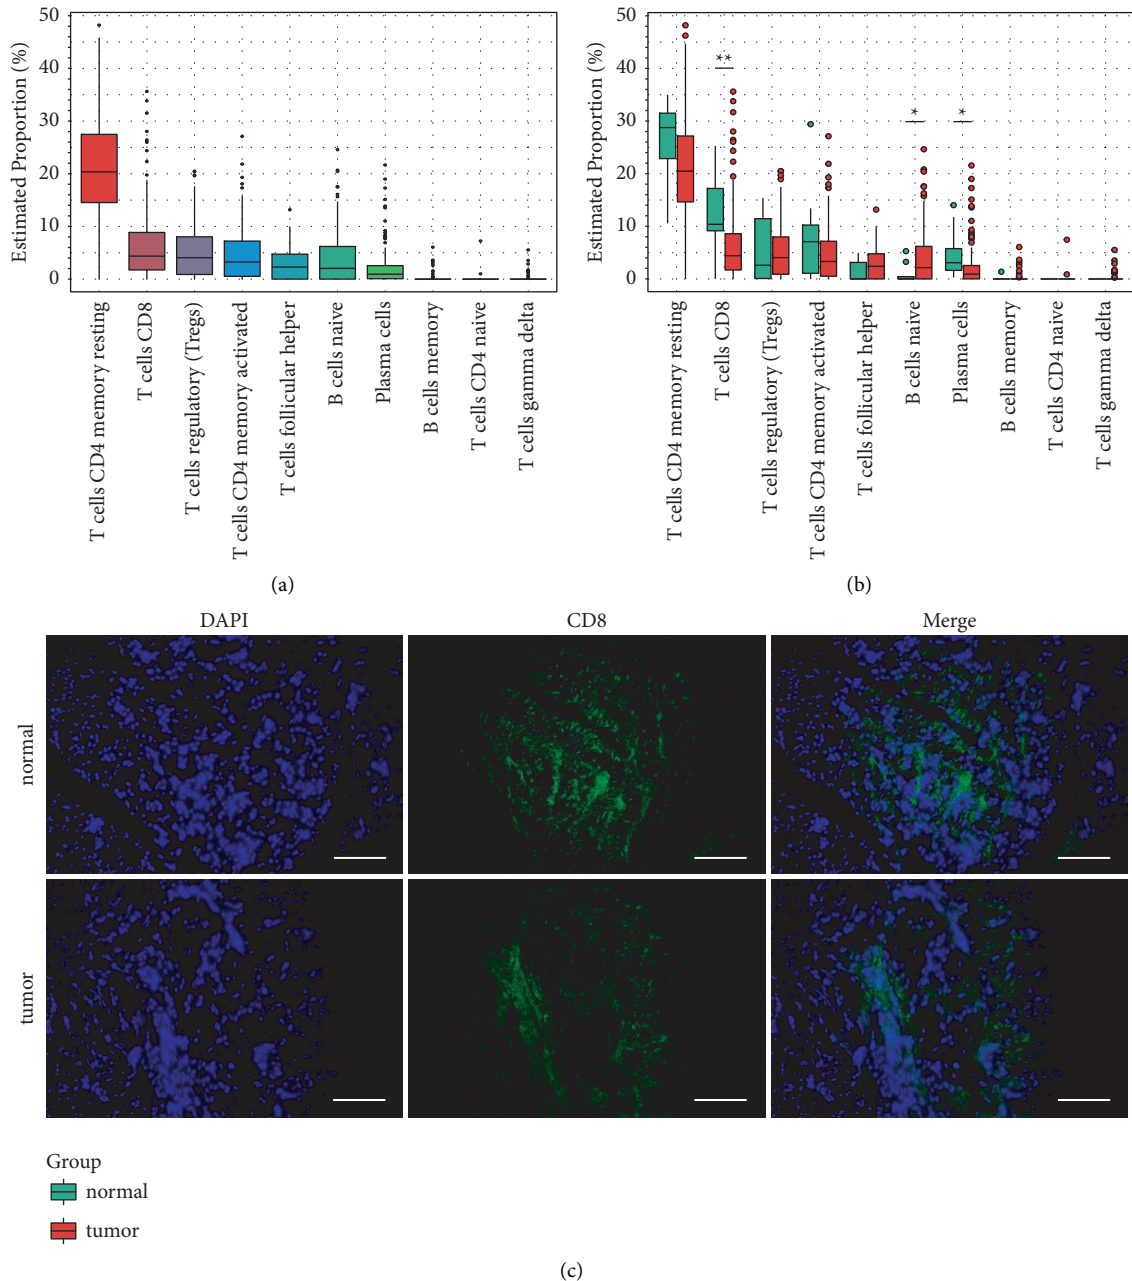 50
40
30
20
10
0
Estimated Proportion (%)
T cells CD4 memory resting
T cells CD8
T cells regulatory (Tregs)
T cells CD4 memory activated
T cells follicular helper
B cells naive
Plasma cells
B cells memory
T cells CD4 naive
T cells gamma delta
(a)
50
40
30
20
10
0
Estimated Proportion (%)
**
*
*
T cells CD4 memory resting
T cells CD8
T cells regulatory (Tregs)
T cells CD4 memory activated
T cells follicular helper
B cells naive
Plasma cells
B cells memory
T cells CD4 naive
T cells gamma delta
(b)
DAPI
CD8
Merge
normal
tumor
Group
normal
tumor
(c)